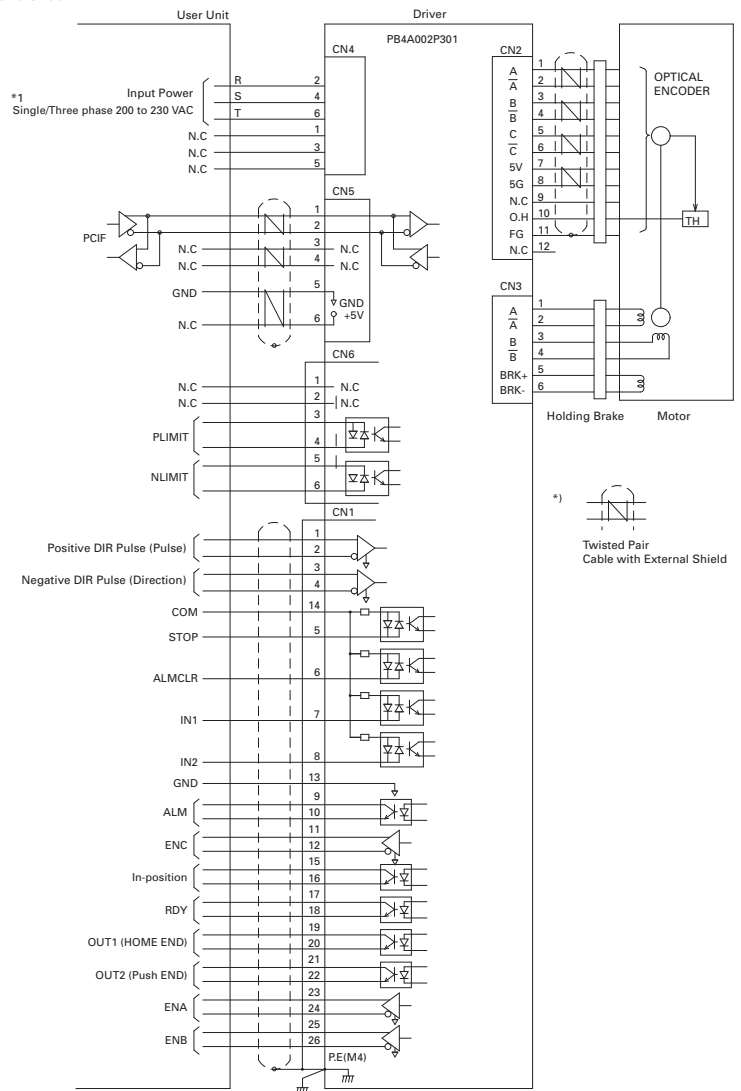 User Unit
Driver
PB4A002P301
CN4
*1
Input Power
Single/Three phase 200 to 230 VAC
R 2
S 4
T 6
N.C 1
N.C 3
N.C 5
CN5
PCIF
1
2
N.C 3 N.C
N.C 4 N.C
GND 5 GND
+5V
N.C 6
CN6
N.C 1 N.C
N.C 2 N.C
PLIMIT
3
4
NLIMIT
5
6
CN1
Positive DIR Pulse (Pulse)
1
2
Negative DIR Pulse (Direction)
3
4
COM 14
STOP 5
ALMCLR 6
IN1 7
IN2 8
GND 13
ALM
9
10
ENC
11
12
In-position
15
16
RDY
17
18
OUT1 (HOME END)
19
20
OUT2 (Push END)
21
22
ENA
23
24
ENB
25
26
P.E(M4)
CN2
A 1
A̅ 2
B 3
B̅ 4
C 5
C̅ 6
5V 7
5G 8
N.C 9
O.H 10
FG 11
N.C 12
OPTICAL
ENCODER
TH
CN3
A 1
A̅ 2
B 3
B̅ 4
BRK+ 5
BRK- 6
Holding Brake
Motor
*)
Twisted Pair
Cable with External Shield